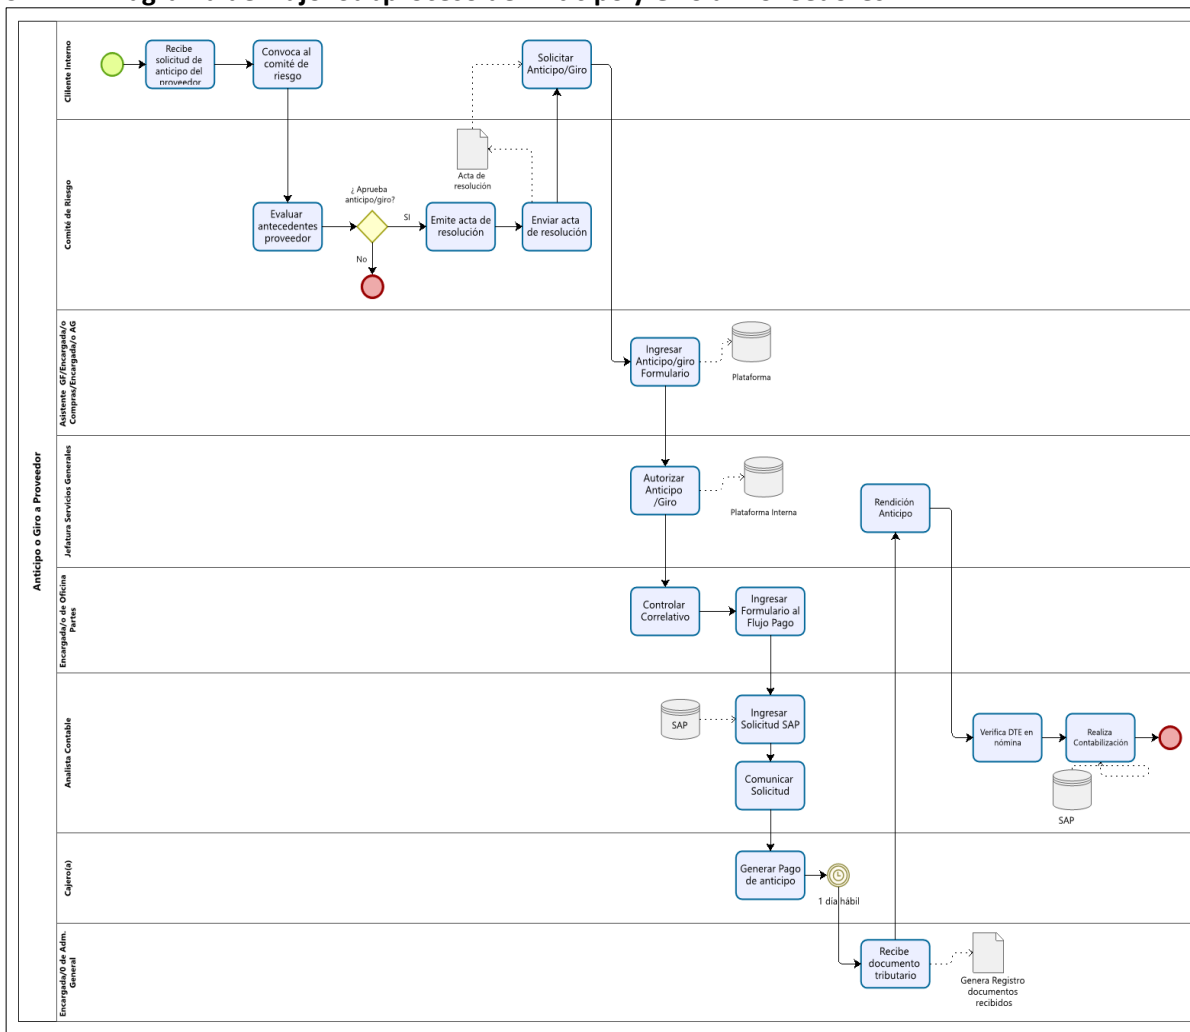 Anticipo o Giro a Proveedor
Cliiente Interno
Recibe
solicitud de
anticipo del
proveedor
Convoca al
comité de
riesgo
Solicitar
Anticipo/Giro
Comité de Riesgo
Acta de
resolución
¿ Aprueba
anticipo/giro?
Evaluar
antecedentes
proveedor
SI
Emite acta de
resolución
Enviar acta
de resolución
No
Asistente GF/Encargada/o
Compras/Encargada/o AG
Ingresar
Anticipo/giro
Formulario
Plataforma
Jefatura Servicios Generales
Autorizar
Anticipo
/Giro
Plataforma Interna
Rendición
Anticipo
Encargada/o de Oficina
Partes
Controlar
Correlativo
Ingresar
Formulario al
Flujo Pago
Analista Contable
SAP
Ingresar
Solicitud SAP
Verifica DTE en
nómina
Realiza
Contabilización
Comunicar
Solicitud
SAP
Cajero(a)
Generar Pago
de anticipo
1 día hábil
Encargada/0 de Adm.
General
Recibe
documento
tributario
Genera Registro
documentos
recibidos